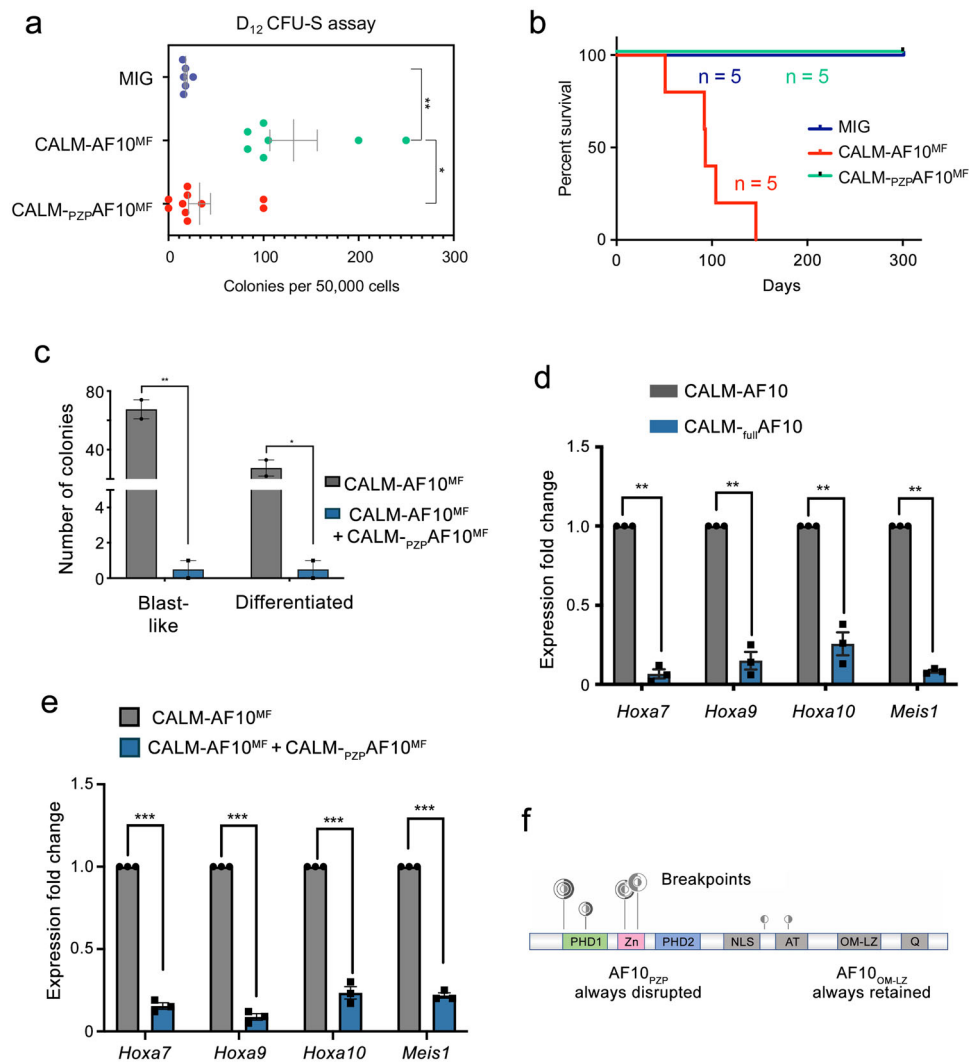 a
D12 CFU-S assay
MIG
CALM-AF10MF
CALM-PZPAF10MF
**
*
0 100 200 300
Colonies per 50,000 cells
b
Percent survival
100
50
0
n = 5 n = 5
n = 5
MIG
CALM-AF10MF
CALM-PZPAF10MF
0 100 200 300
Days
c
Number of colonies
80
40
4
2
0
**
*
CALM-AF10MF
CALM-AF10MF
+ CALM-PZPAF10MF
Blast-
like
Differentiated
d
CALM-AF10
CALM-fullAF10
Expression fold change
1.5
1.0
0.5
0
** ** ** **
Hoxa7 Hoxa9 Hoxa10 Meis1
e
CALM-AF10MF
CALM-AF10MF + CALM-PZPAF10MF
Expression fold change
1.5
1.0
0.5
0
*** *** *** ***
Hoxa7 Hoxa9 Hoxa10 Meis1
f
Breakpoints
PHD1 Zn PHD2 NLS AT OM-LZ Q
AF10PZP
always disrupted
AF10OM-LZ
always retained